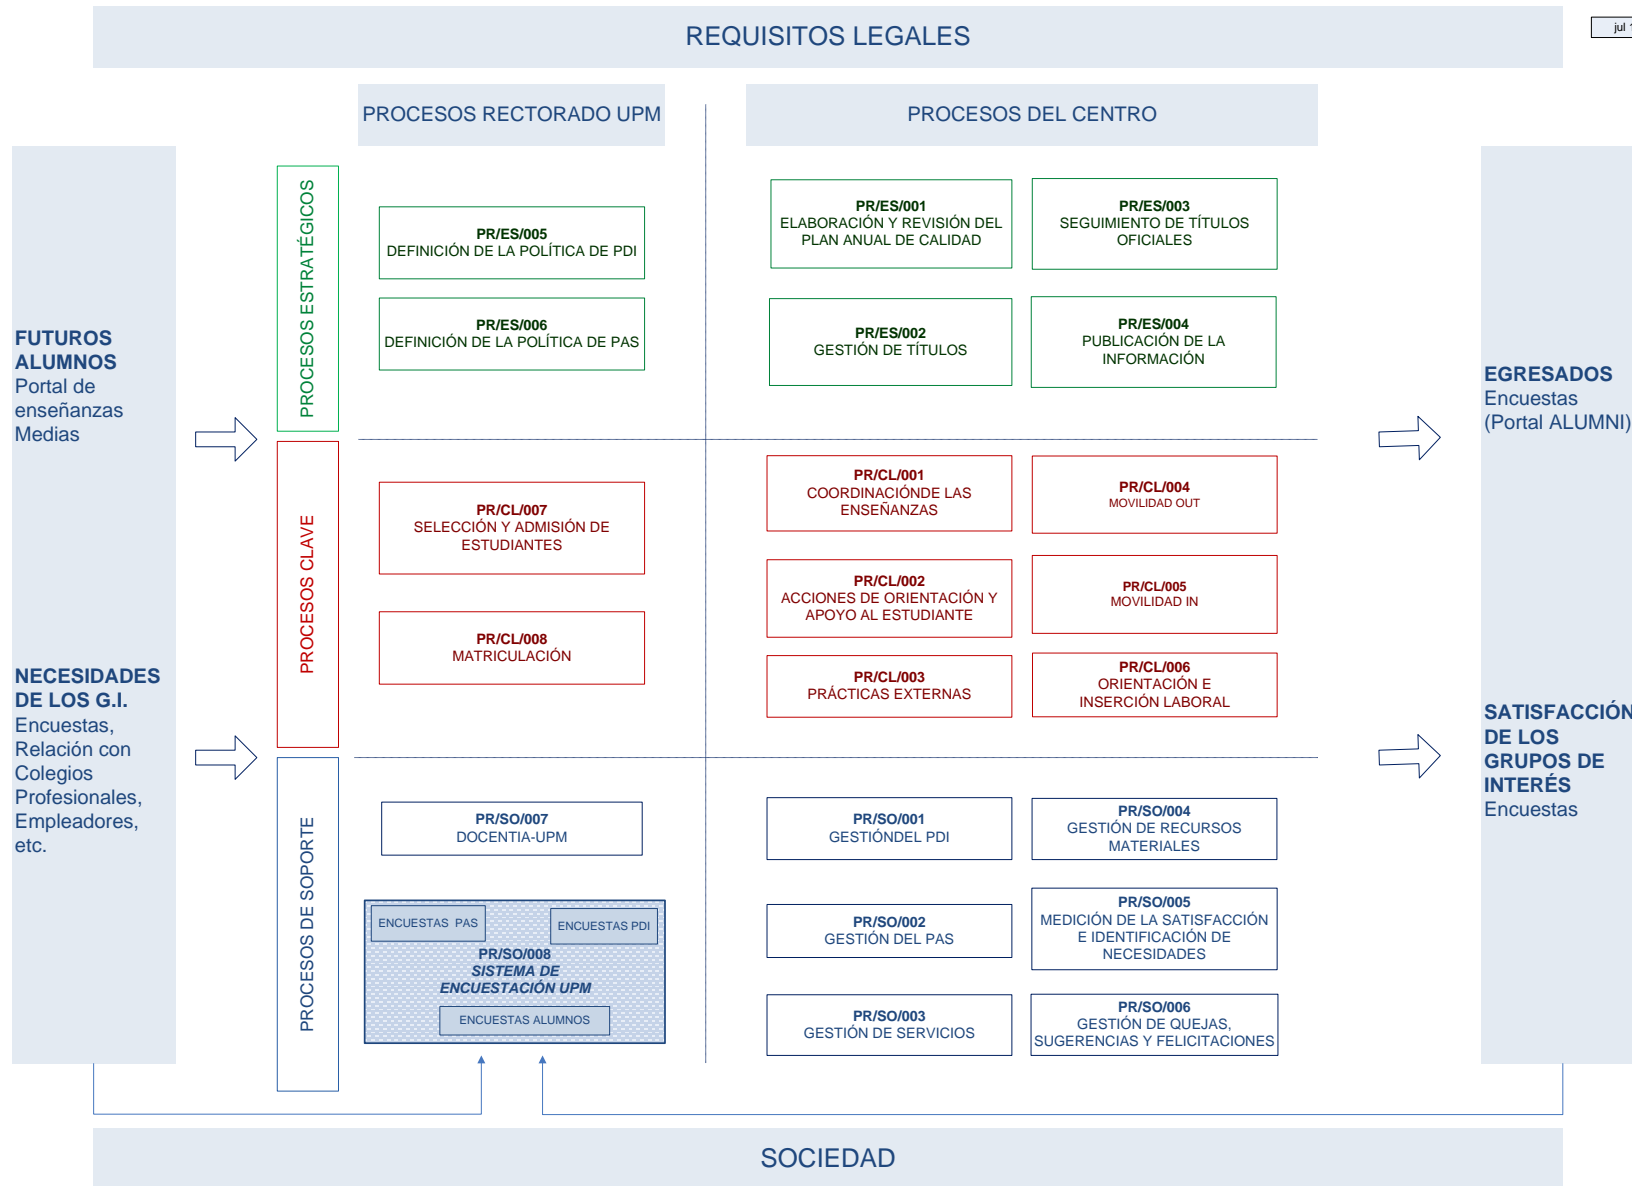 REQUISITOS LEGALES
jul
PROCESOS RECTORADO UPM
PROCESOS DEL CENTRO
FUTUROS
ALUMNOS
Portal de
enseñanzas
Medias
NECESIDADES
DE LOS G.I.
Encuestas,
Relación con
Colegios
Profesionales,
Empleadores,
etc.
PROCESOS ESTRATÉGICOS
PR/ES/005
DEFINICIÓN DE LA POLÍTICA DE PDI
PR/ES/006
DEFINICIÓN DE LA POLÍTICA DE PAS
PR/ES/001
ELABORACIÓN Y REVISIÓN DEL
PLAN ANUAL DE CALIDAD
PR/ES/003
SEGUIMIENTO DE TÍTULOS
OFICIALES
PR/ES/002
GESTIÓN DE TÍTULOS
PR/ES/004
PUBLICACIÓN DE LA
INFORMACIÓN
PROCESOS CLAVE
PR/CL/007
SELECCIÓN Y ADMISIÓN DE
ESTUDIANTES
PR/CL/008
MATRICULACIÓN
PR/CL/001
COORDINACIÓNDE LAS
ENSEÑANZAS
PR/CL/004
MOVILIDAD OUT
PR/CL/002
ACCIONES DE ORIENTACIÓN Y
APOYO AL ESTUDIANTE
PR/CL/005
MOVILIDAD IN
PR/CL/003
PRÁCTICAS EXTERNAS
PR/CL/006
ORIENTACIÓN E
INSERCIÓN LABORAL
PROCESOS DE SOPORTE
PR/SO/007
DOCENTIA-UPM
ENCUESTAS PAS
ENCUESTAS PDI
PR/SO/008
SISTEMA DE
ENCUESTACIÓN UPM
ENCUESTAS ALUMNOS
PR/SO/001
GESTIÓNDEL PDI
PR/SO/004
GESTIÓN DE RECURSOS
MATERIALES
PR/SO/002
GESTIÓN DEL PAS
PR/SO/005
MEDICIÓN DE LA SATISFACCIÓN
E IDENTIFICACIÓN DE
NECESIDADES
PR/SO/003
GESTIÓN DE SERVICIOS
PR/SO/006
GESTIÓN DE QUEJAS,
SUGERENCIAS Y FELICITACIONES
EGRESADOS
Encuestas
(Portal ALUMNI)
SATISFACCIÓN
DE LOS
GRUPOS DE
INTERÉS
Encuestas
SOCIEDAD